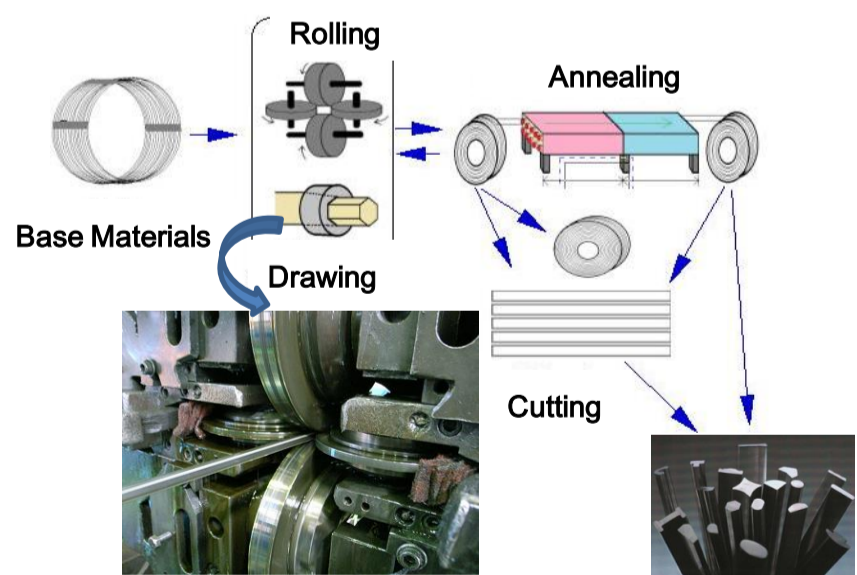 Rolling
Annealing
Base Materials
Drawing
Cutting